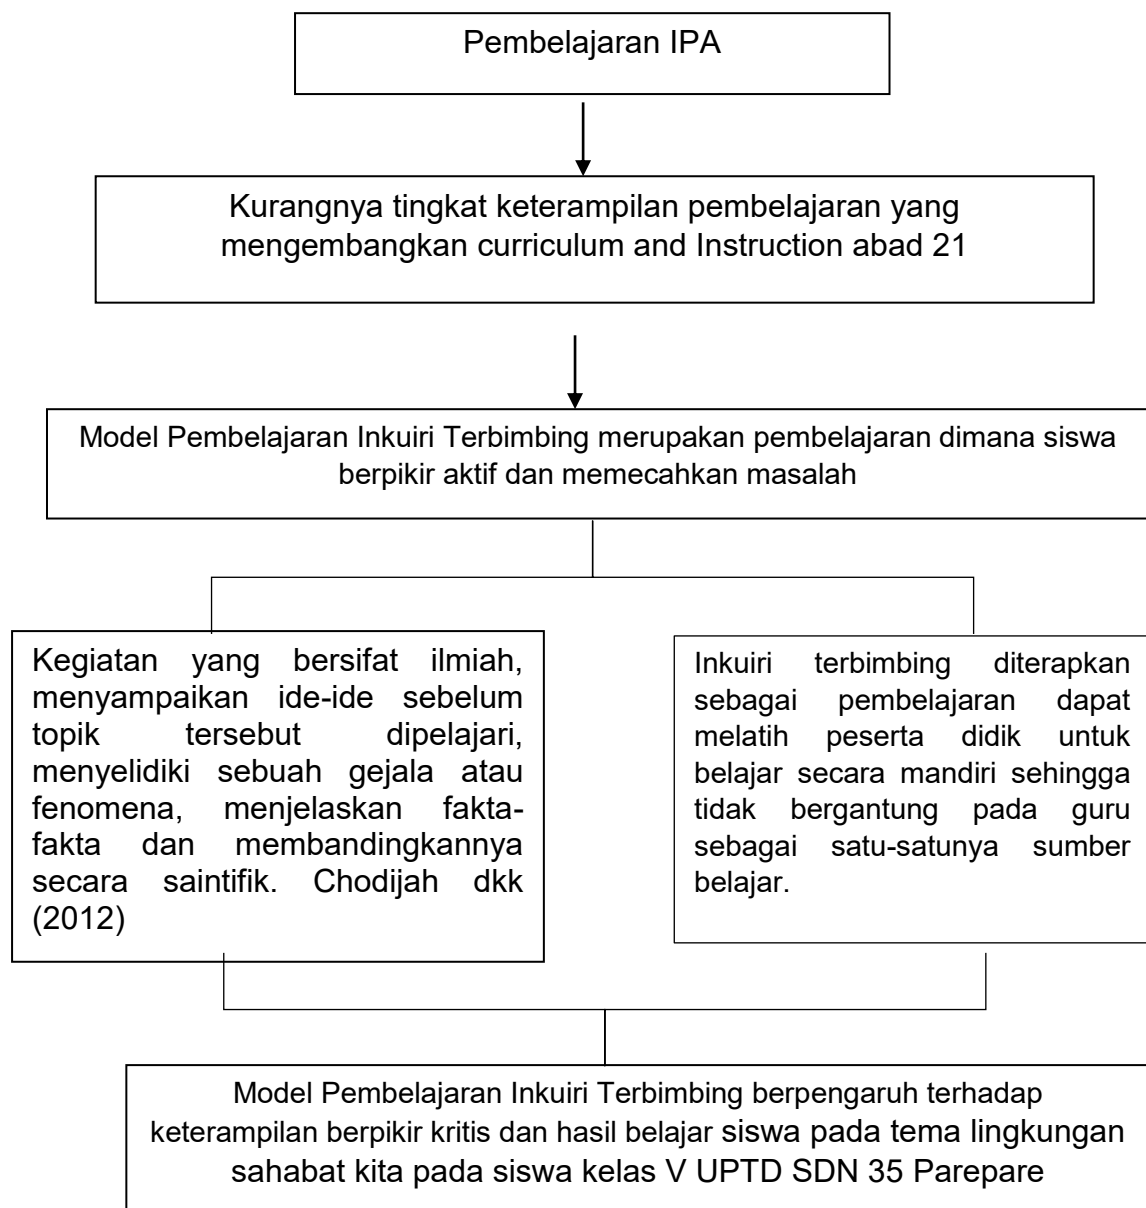 Pembelajaran IPA
Kurangnya tingkat keterampilan pembelajaran yang
mengembangkan curriculum and Instruction abad 21
Model Pembelajaran Inkuiri Terbimbing merupakan pembelajaran dimana siswa
berpikir aktif dan memecahkan masalah
Kegiatan yang bersifat ilmiah,
menyampaikan ide-ide sebelum
topik tersebut dipelajari,
menyelidiki sebuah gejala atau
fenomena, menjelaskan fakta-
fakta dan membandingkannya
secara saintifik. Chodijah dkk
(2012)
Inkuiri terbimbing diterapkan
sebagai pembelajaran dapat
melatih peserta didik untuk
belajar secara mandiri sehingga
tidak bergantung pada guru
sebagai satu-satunya sumber
belajar.
Model Pembelajaran Inkuiri Terbimbing berpengaruh terhadap
keterampilan berpikir kritis dan hasil belajar siswa pada tema lingkungan
sahabat kita pada siswa kelas V UPTD SDN 35 Parepare